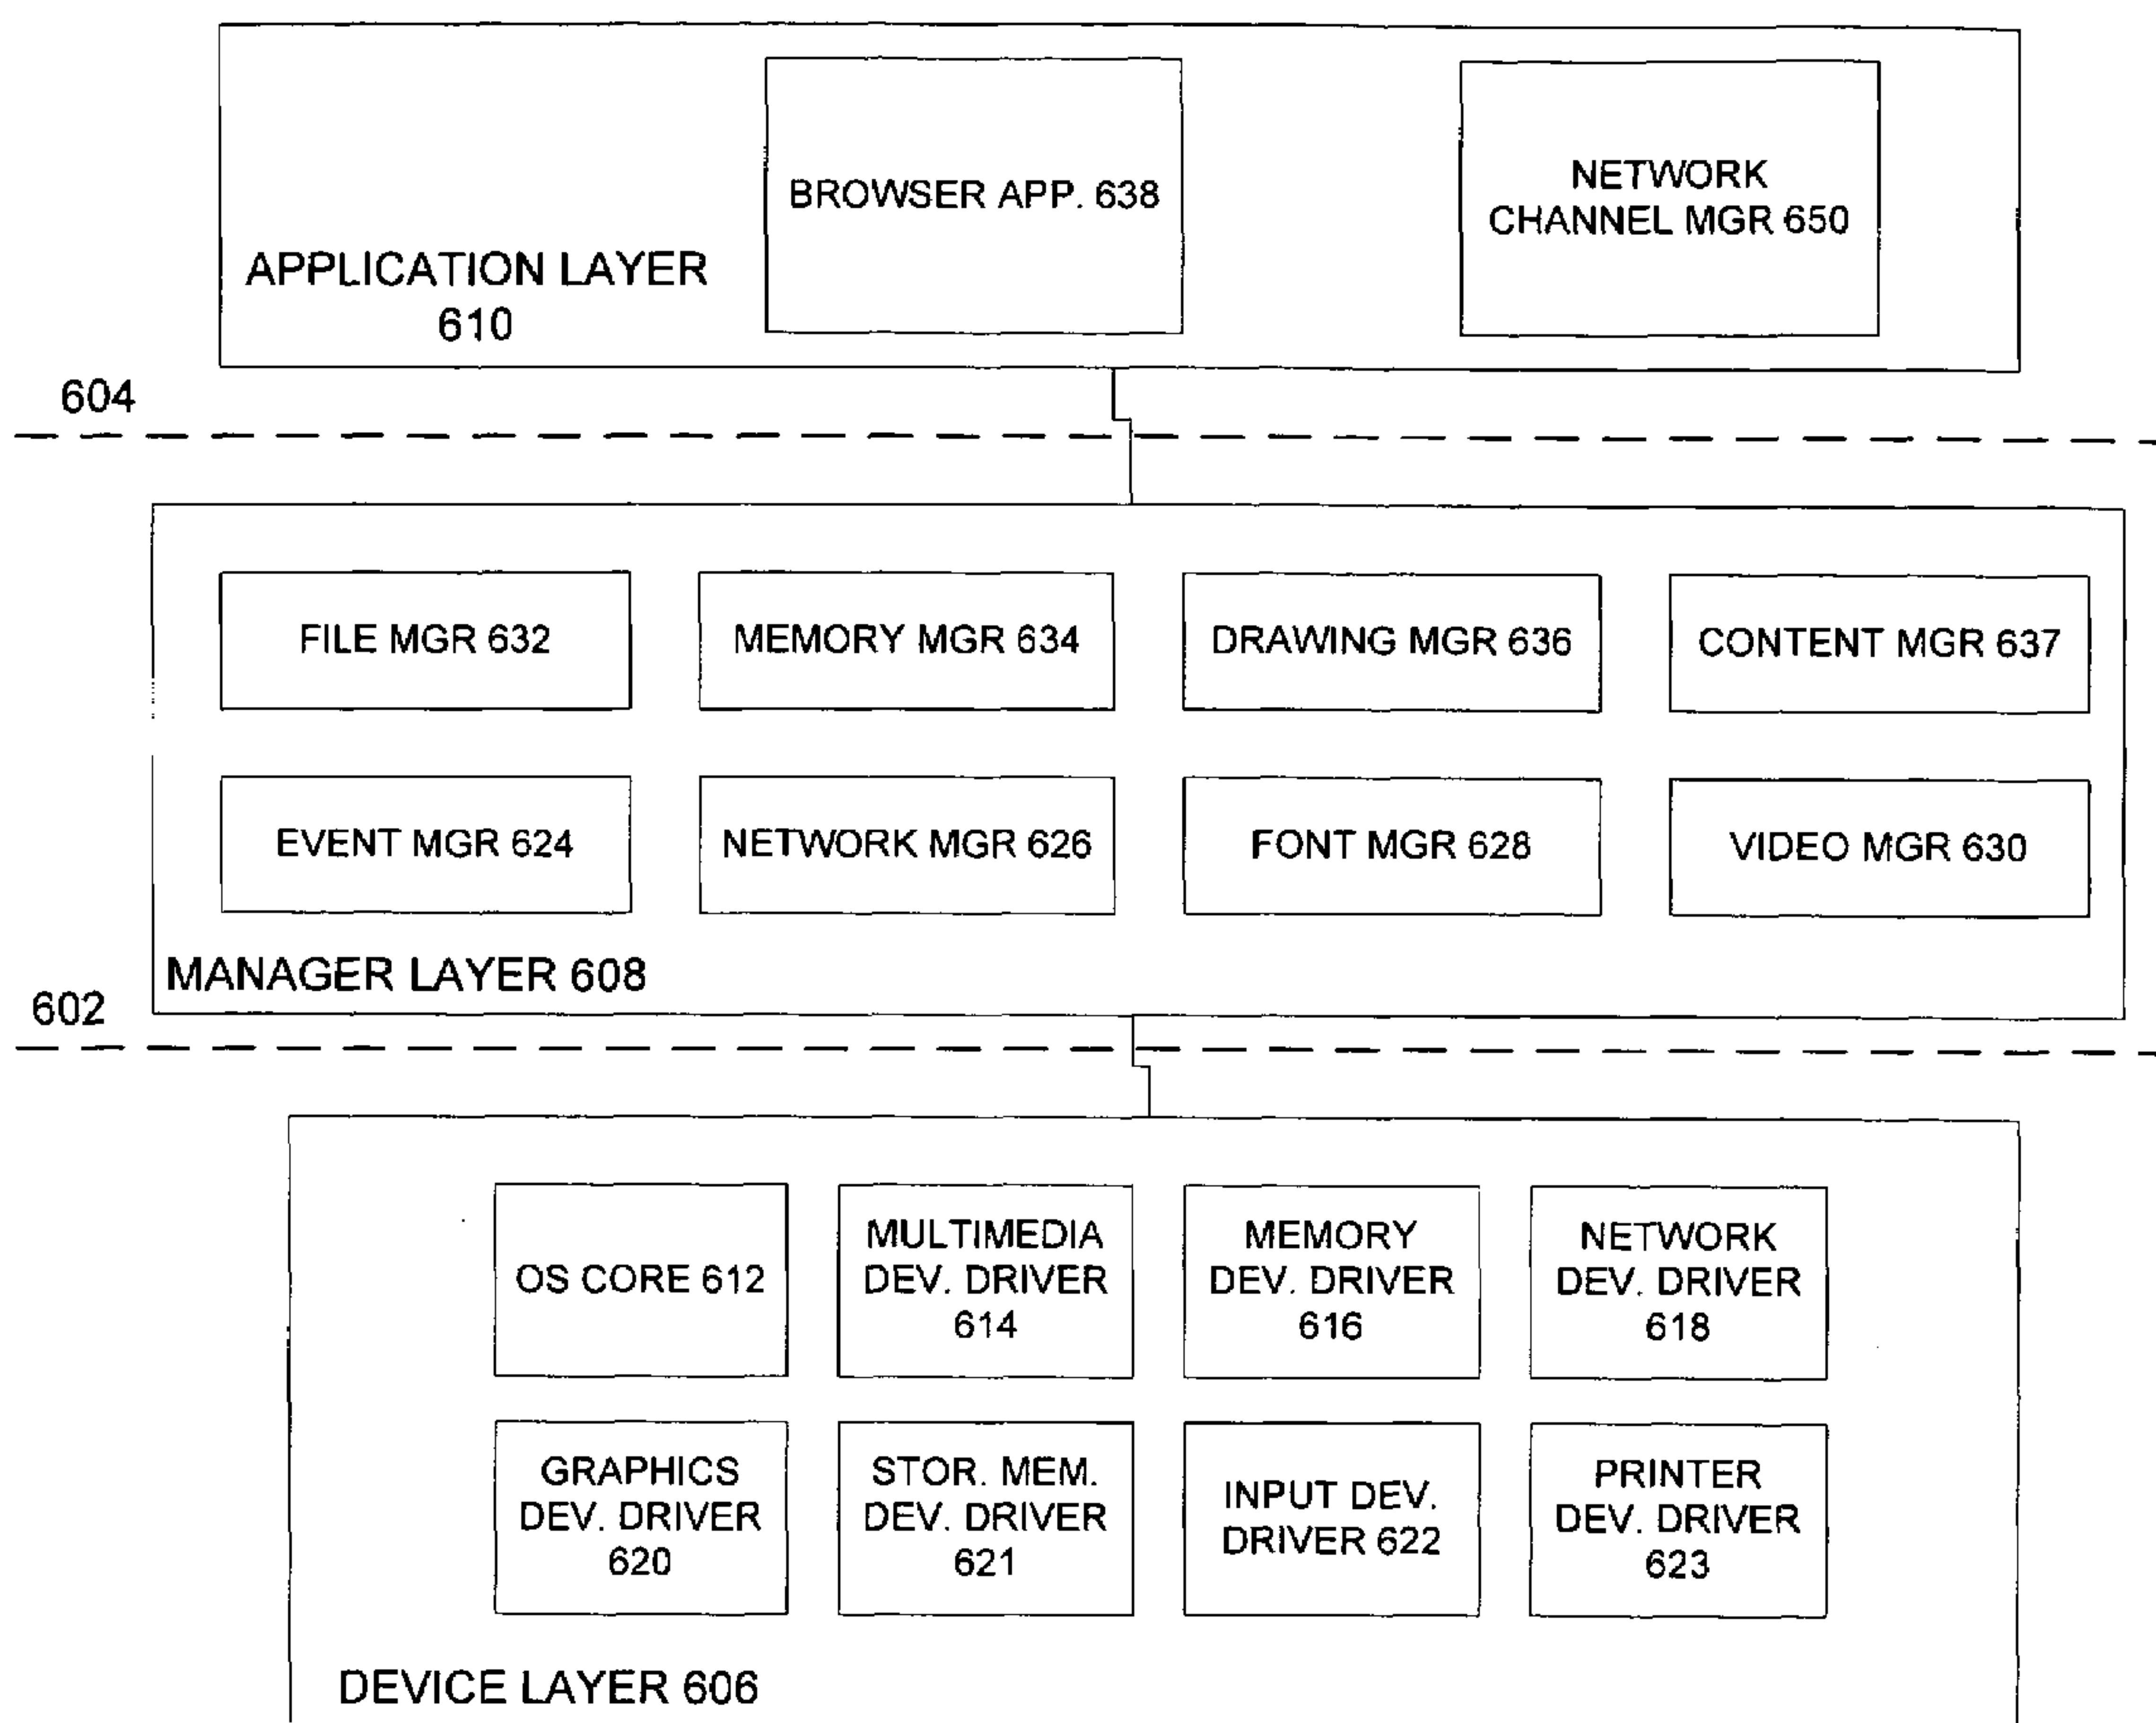 BROWSER APP. 638
NETWORK
CHANNEL MGR 650
APPLICATION LAYER
610
604
FILE MGR 632
MEMORY MGR 634
DRAWING MGR 636
CONTENT MGR 637
EVENT MGR 624
NETWORK MGR 626
FONT MGR 628
VIDEO MGR 630
MANAGER LAYER 608
602
OS CORE 612
MULTIMEDIA
DEV. DRIVER
614
MEMORY
DEV. DRIVER
616
NETWORK
DEV. DRIVER
618
GRAPHICS
DEV. DRIVER
620
STOR. MEM.
DEV. DRIVER
621
INPUT DEV.
DRIVER 622
PRINTER
DEV. DRIVER
623
DEVICE LAYER 606